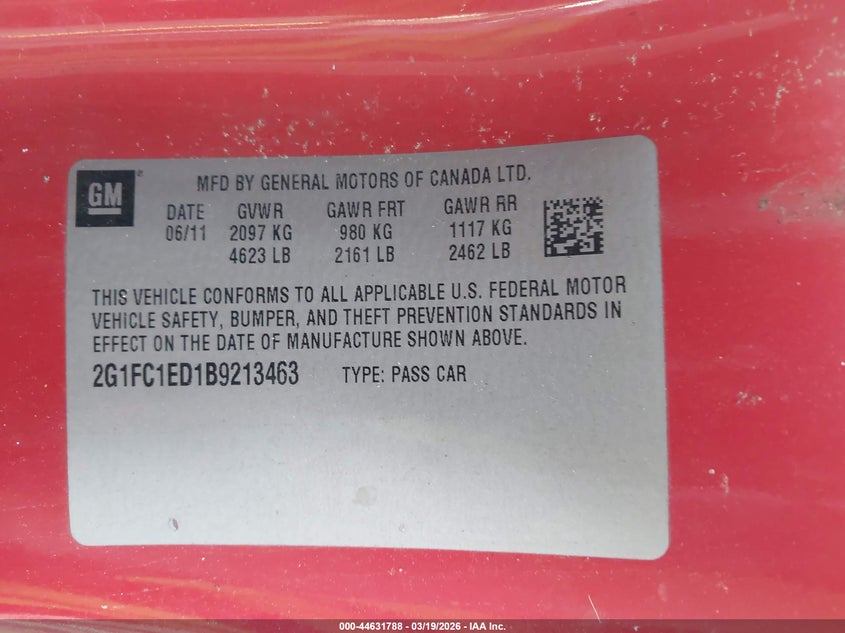 GM
MFD BY GENERAL MOTORS OF CANADA LTD.
DATE GVWR GAWR FRT GAWR RR
06/11 2097 KG 980 KG 1117 KG
4623 LB 2161 LB 2462 LB
THIS VEHICLE CONFORMS TO ALL APPLICABLE U.S. FEDERAL MOTOR
VEHICLE SAFETY, BUMPER, AND THEFT PREVENTION STANDARDS IN
EFFECT ON THE DATE OF MANUFACTURE SHOWN ABOVE.
2G1FC1ED1B9213463 TYPE: PASS CAR
000-44631788 - 03/19/2026 - IAA Inc.